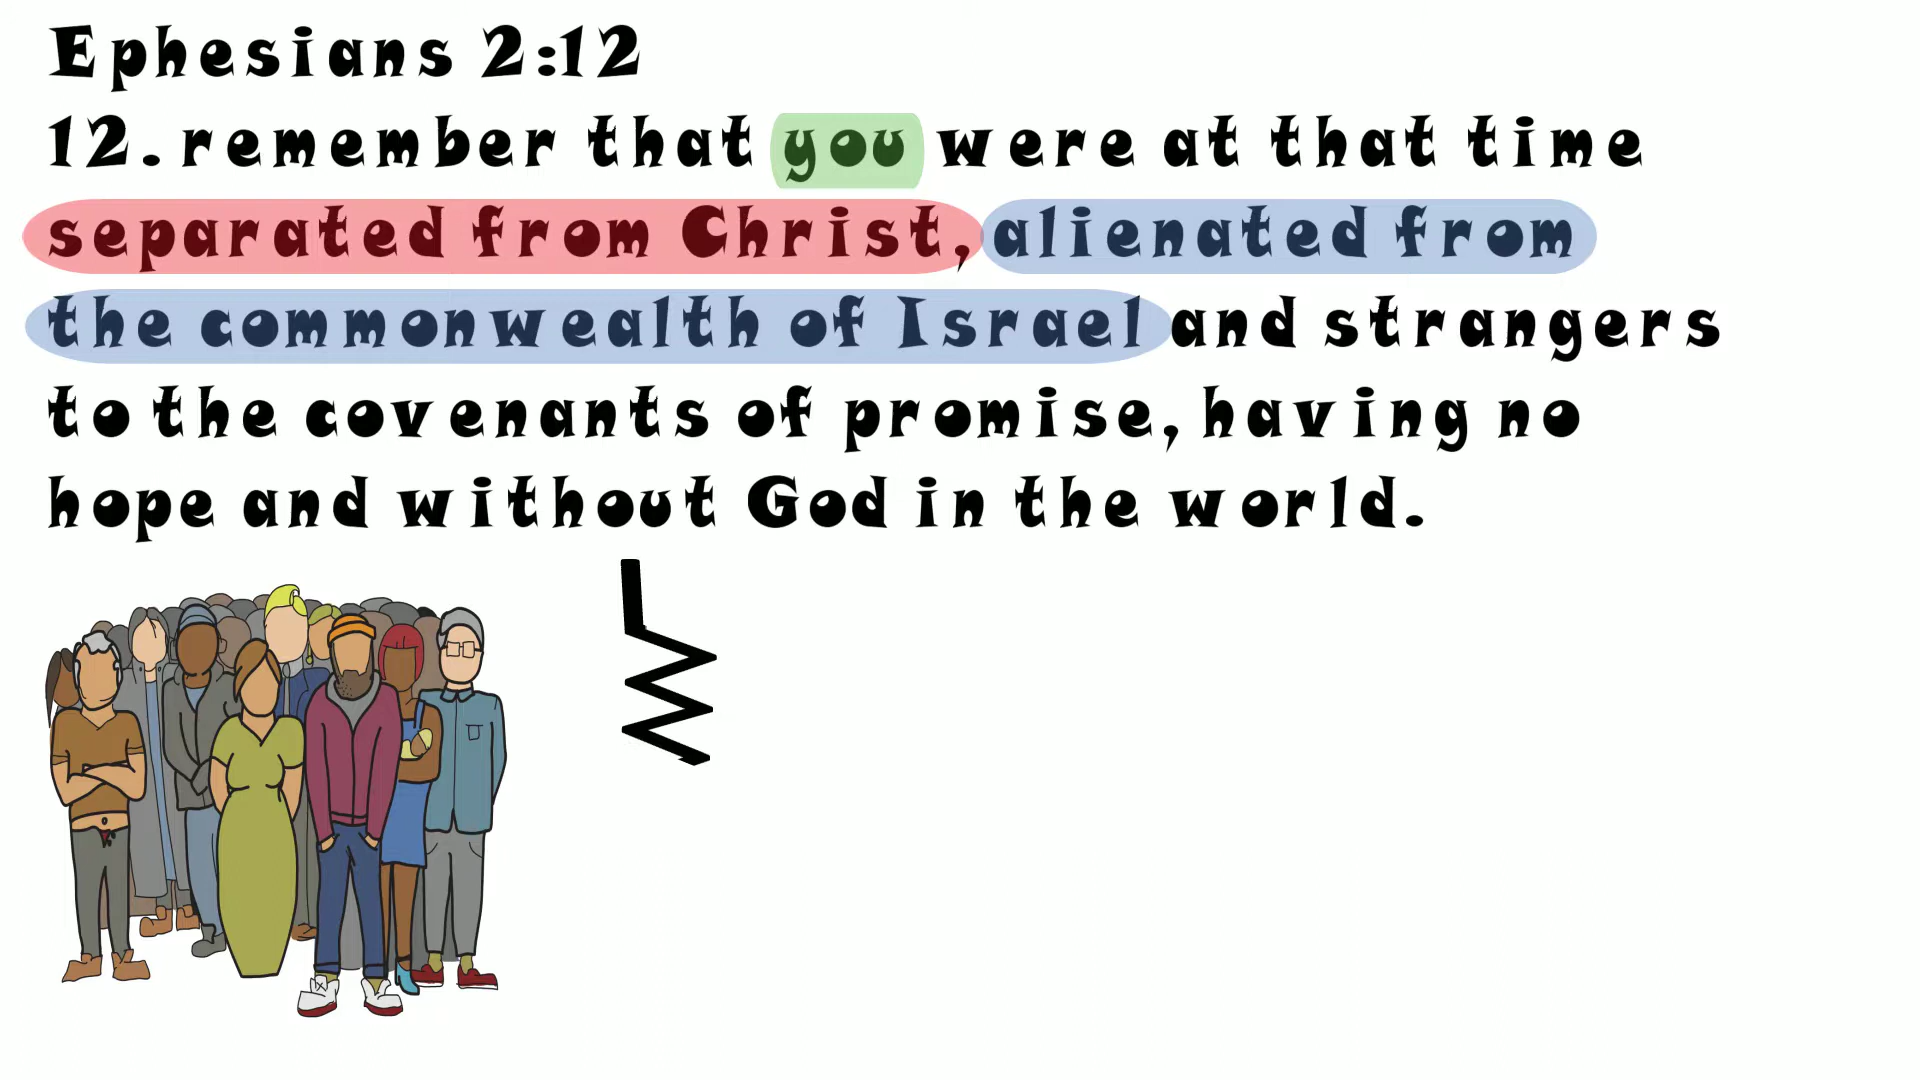 Ephesians 2:12
12. remember that you were at that time
separated from Christ, alienated from
the commonwealth of Israel and strangers
to the covenants of promise, having no
hope and without God in the world.